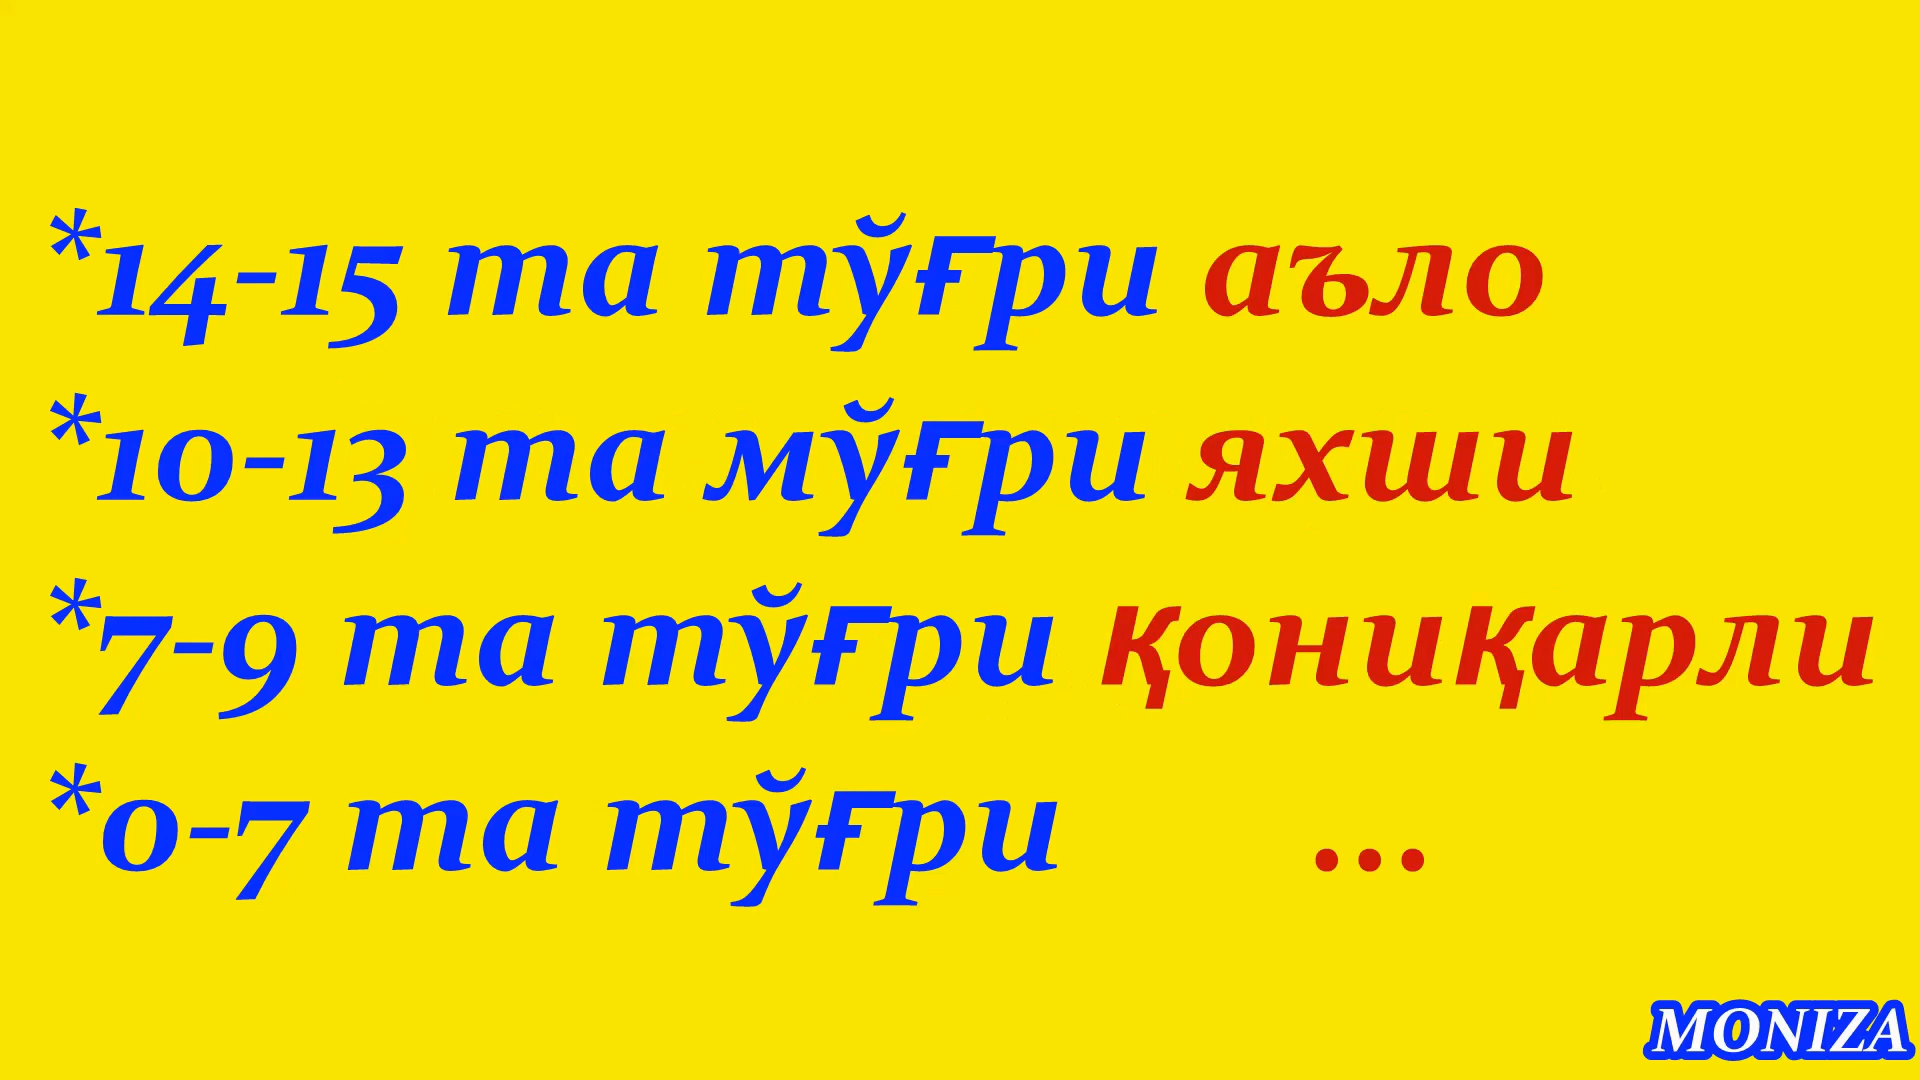 *14-15 та тўғри аъло
*10-13 та мўғри яхши
*7-9 та тўғри қониқарли
*0-7 та тўғри ...
MONIZA